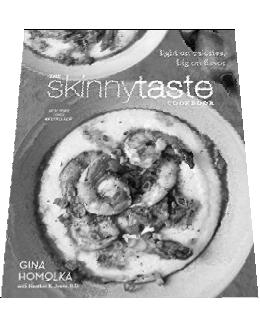 light on calories,
big on flavor
THE
skinnytaste
COOKBOOK
GINA
HOMOLKA
with Heather K. Jones, R.D.